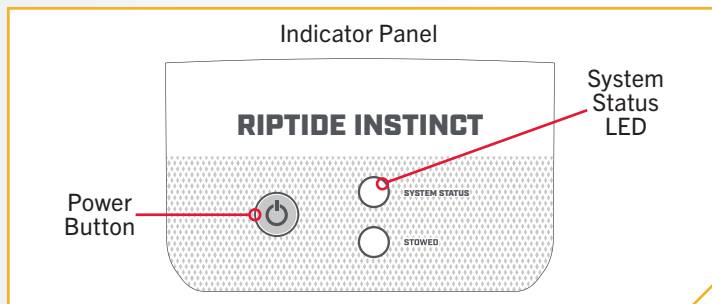 Indicator Panel
System
Status
LED
RIPTIDE INSTINCT
SYSTEM STATUS
Power
Button
STOWED